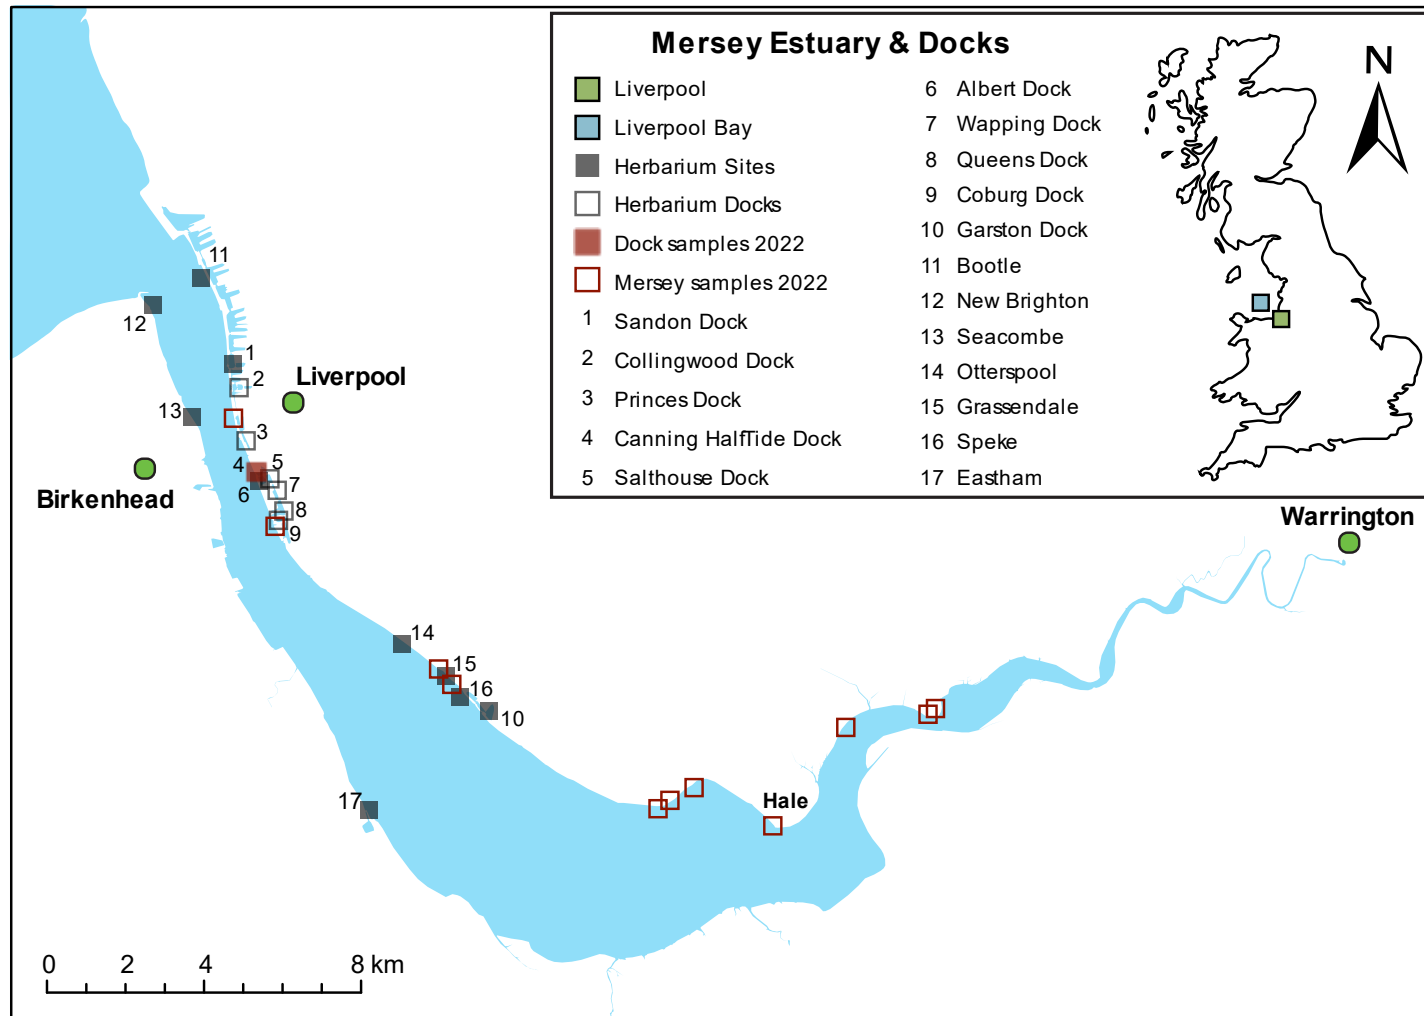 Mersey Estuary & Docks
Liverpool
Liverpool Bay
Herbarium Sites
Herbarium Docks
Dock samples 2022
Mersey samples 2022
1 Sandon Dock
2 Collingwood Dock
3 Princes Dock
4 Canning HalfTide Dock
5 Salthouse Dock
6 Albert Dock
7 Wapping Dock
8 Queens Dock
9 Coburg Dock
10 Garston Dock
11 Bootle
12 New Brighton
13 Seacombe
14 Otterspool
15 Grassendale
16 Speke
17 Eastham
N
11
12
1
2
Liverpool
13
3
4
5
Birkenhead
6
7
8
9
Warrington
14
15
16
10
17
Hale
0 2 4 8 km